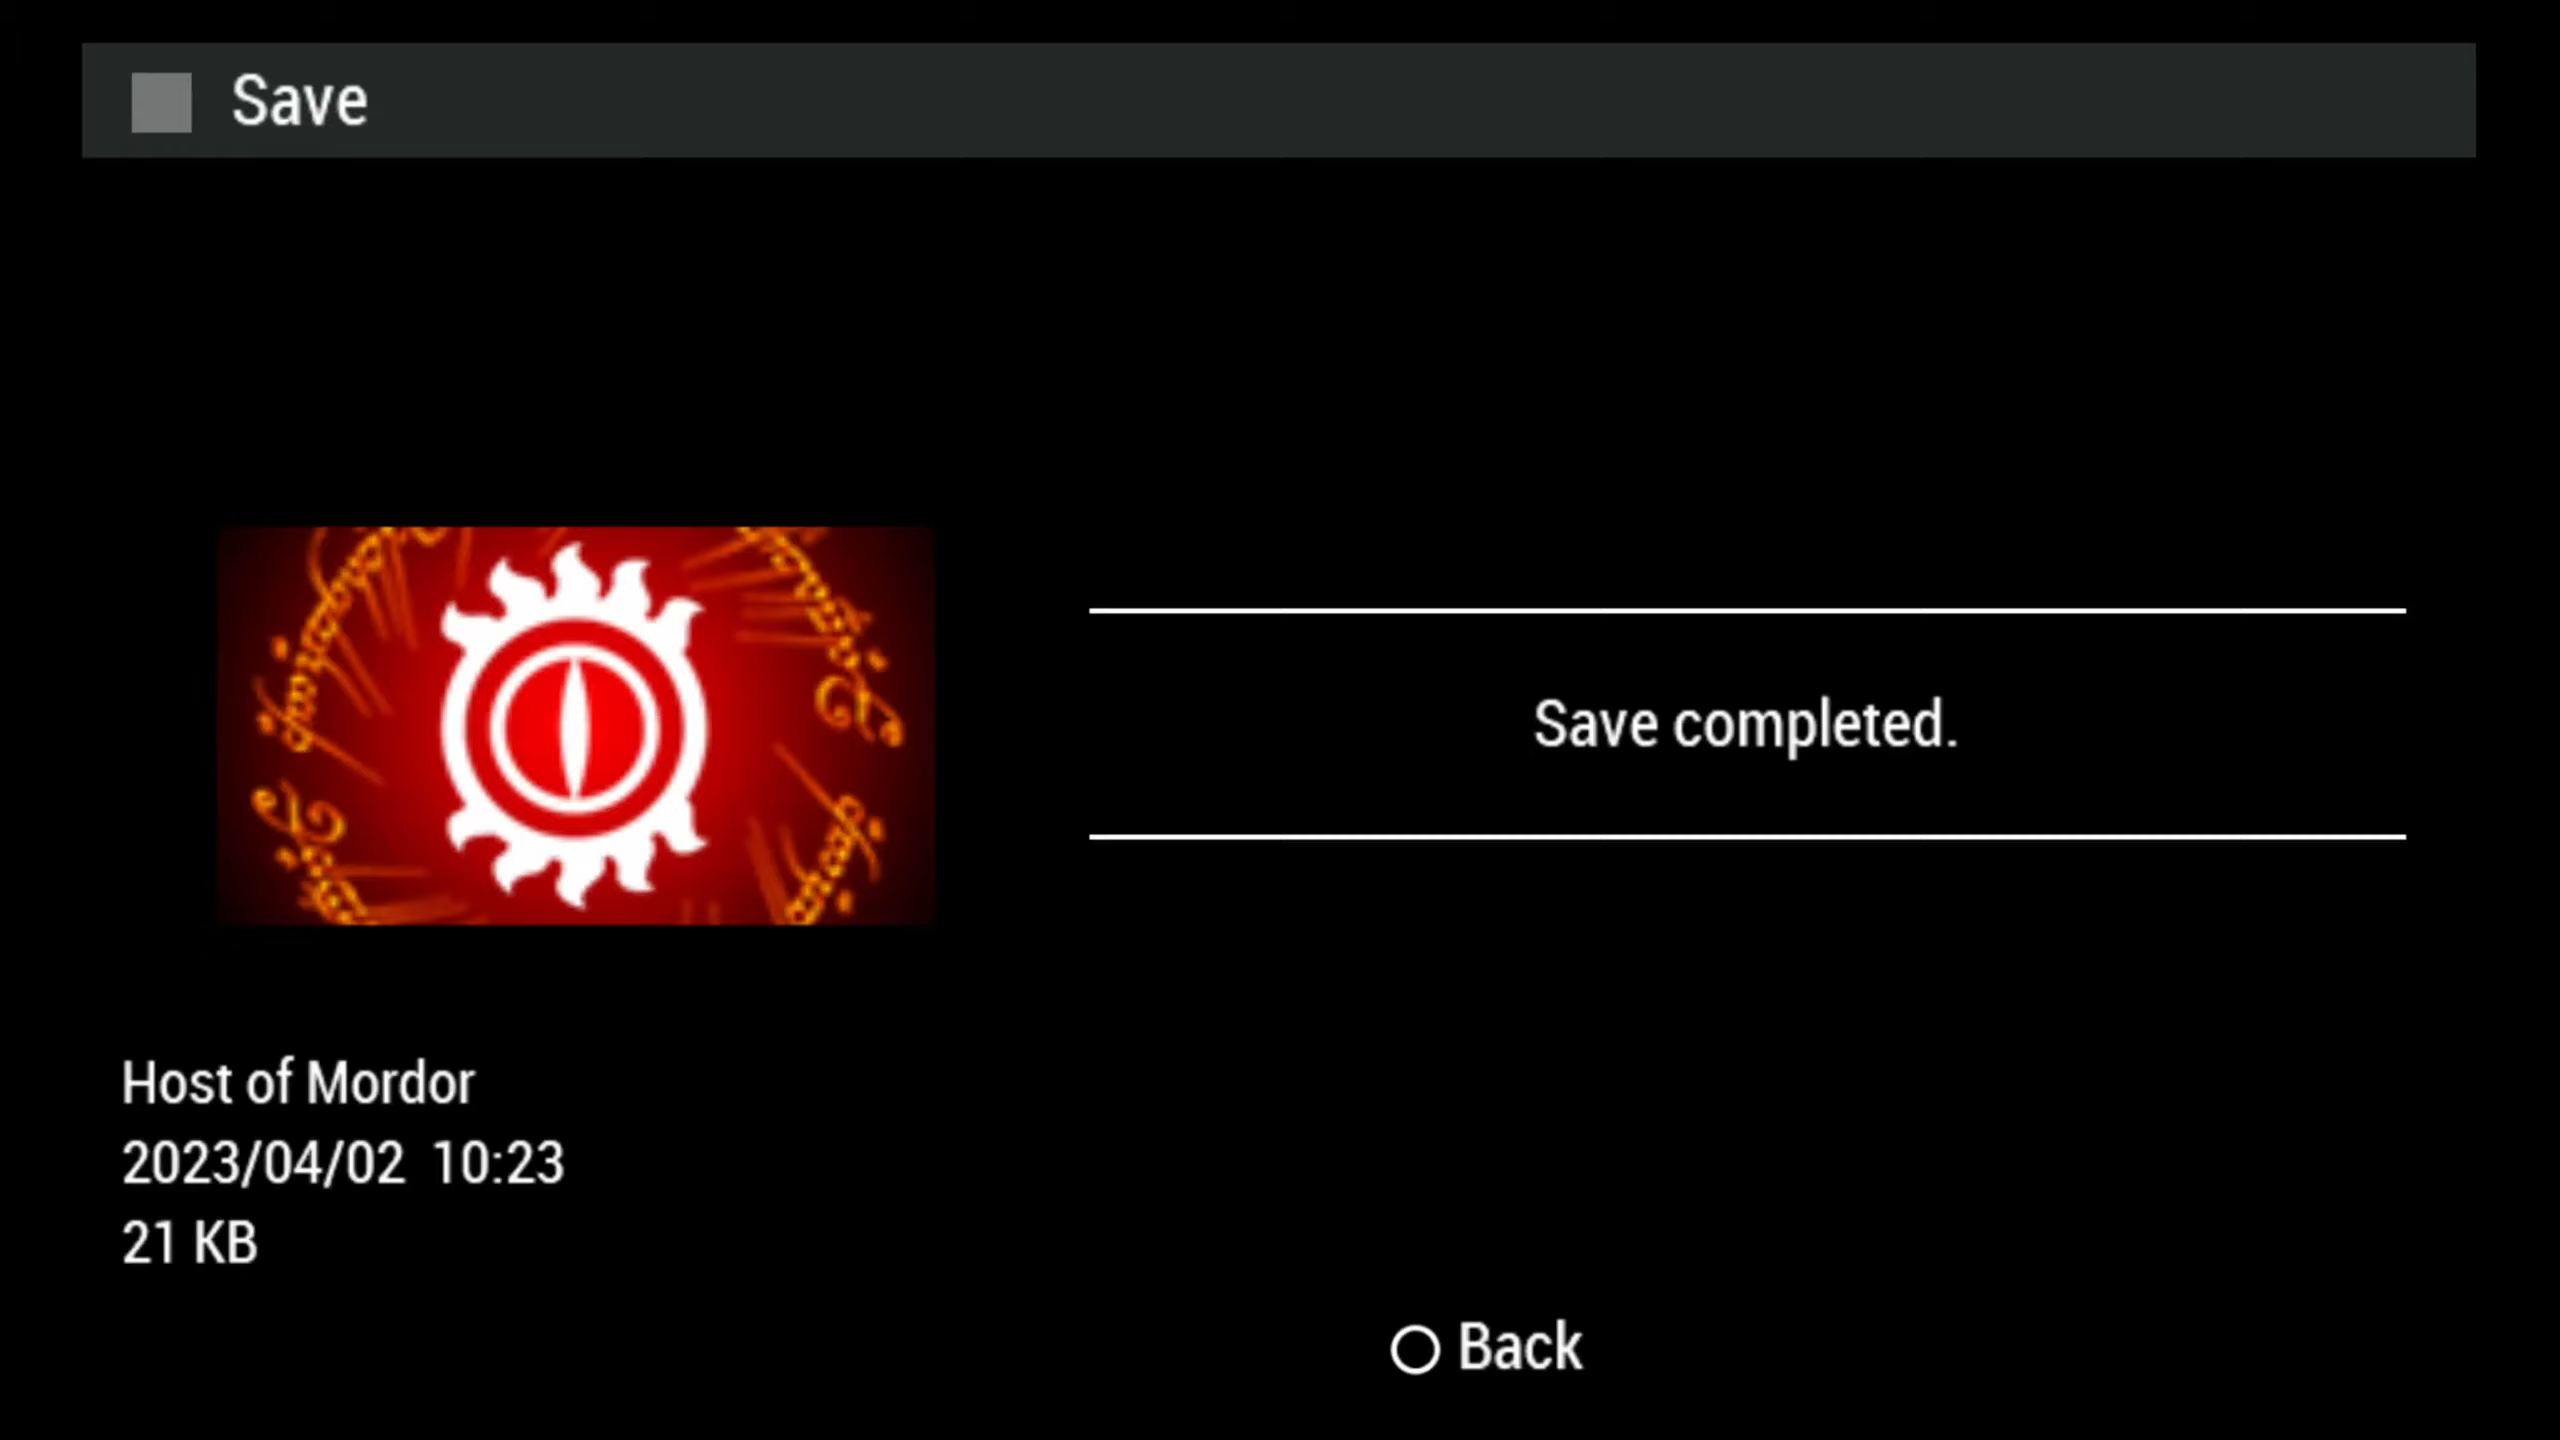 Save
Save completed.
Host of Mordor
2023/04/02 10:23
21 KB
Back